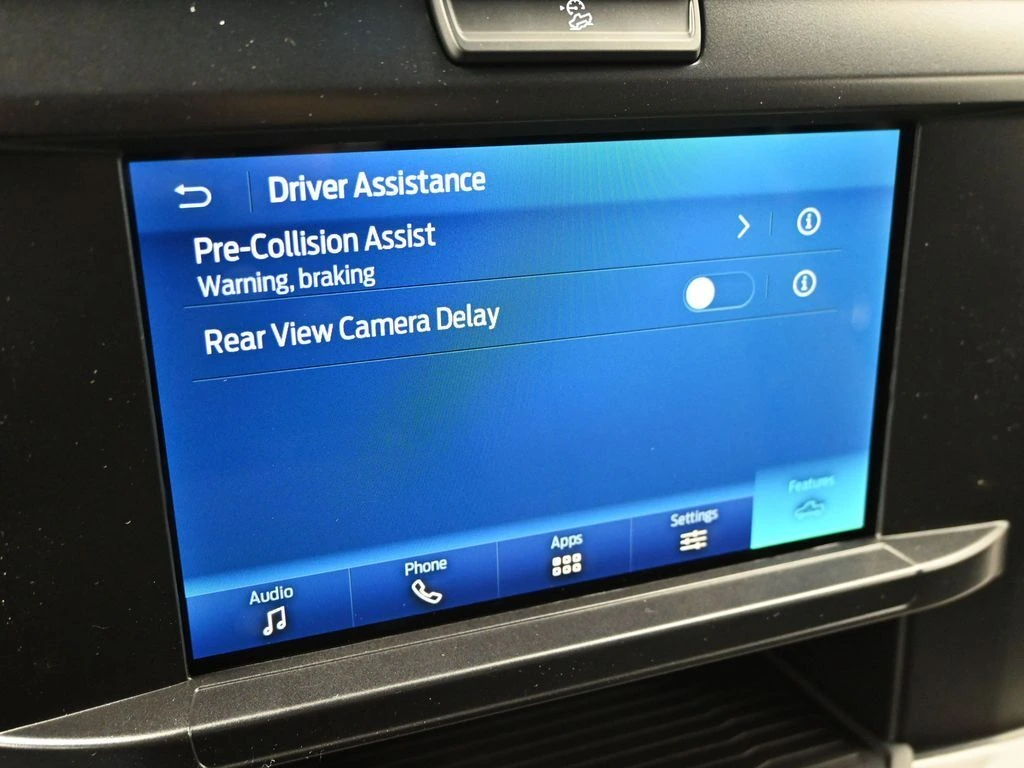 Driver Assistance
Pre-Collision Assist
Warning, braking
Rear View Camera Delay
Audio
Phone
Apps
Settings
Features